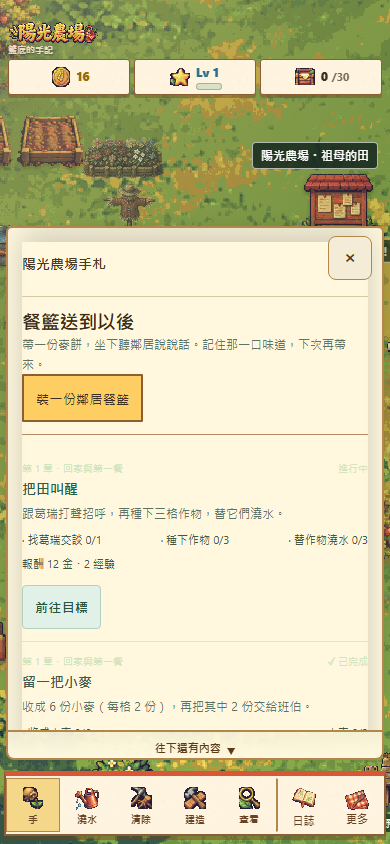 陽光農場
籃底的手記
16
Lv 1
0 /30
陽光農場・祖母的田
陽光農場手札
×
餐籃送到以後
帶一份麥餅，坐下聽鄰居說說話。記住那一口味道，下次再帶
來。
裝一份鄰居餐籃
第 1 章・回家與第一餐
進行中
把田叫醒
跟葛瑞打聲招呼，再種下三格作物，替它們澆水。
· 找葛瑞交談 0/1
· 種下作物 0/3
· 替作物澆水 0/3
報酬 12 金 · 2 經驗
前往目標
第 1 章・回家與第一餐
✓ 已完成
留一把小麥
收成 6 份小麥（每格 2 份），再把其中 2 份交給班伯。
往下還有內容 ▼
手
澆水
清除
建造
查看
日誌
更多